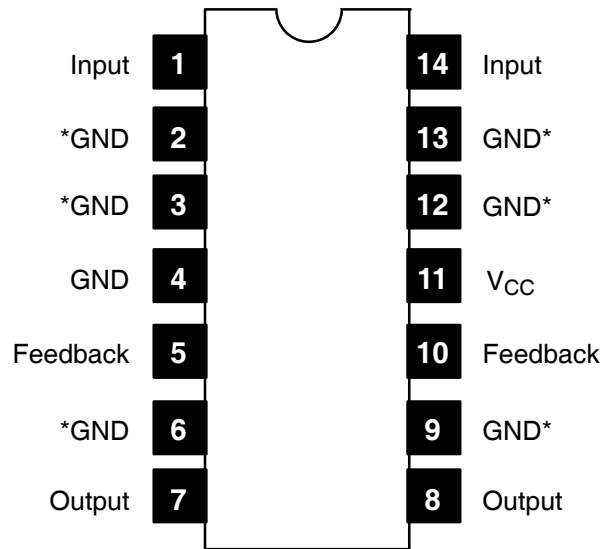 Input 1 14 Input
*GND 2 13 GND*
*GND 3 12 GND*
GND 4 11 VCC
Feedback 5 10 Feedback
*GND 6 9 GND*
Output 7 8 Output